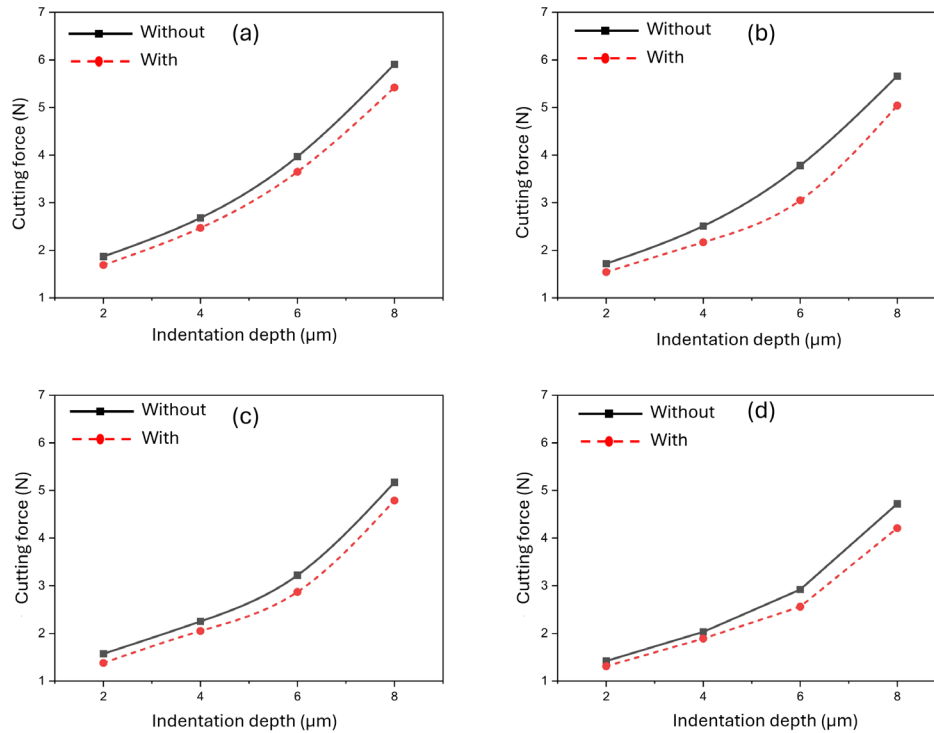 Without
With
(a)
7
6
5
4
3
2
1
Cutting force (N)
2 4 6 8
Indentation depth (μm)
Without
With
(b)
7
6
5
4
3
2
1
Cutting force (N)
2 4 6 8
Indentation depth (μm)
Without
With
(c)
7
6
5
4
3
2
1
Cutting force (N)
2 4 6 8
Indentation depth (μm)
Without
With
(d)
7
6
5
4
3
2
1
Cutting force (N)
2 4 6 8
Indentation depth (μm)